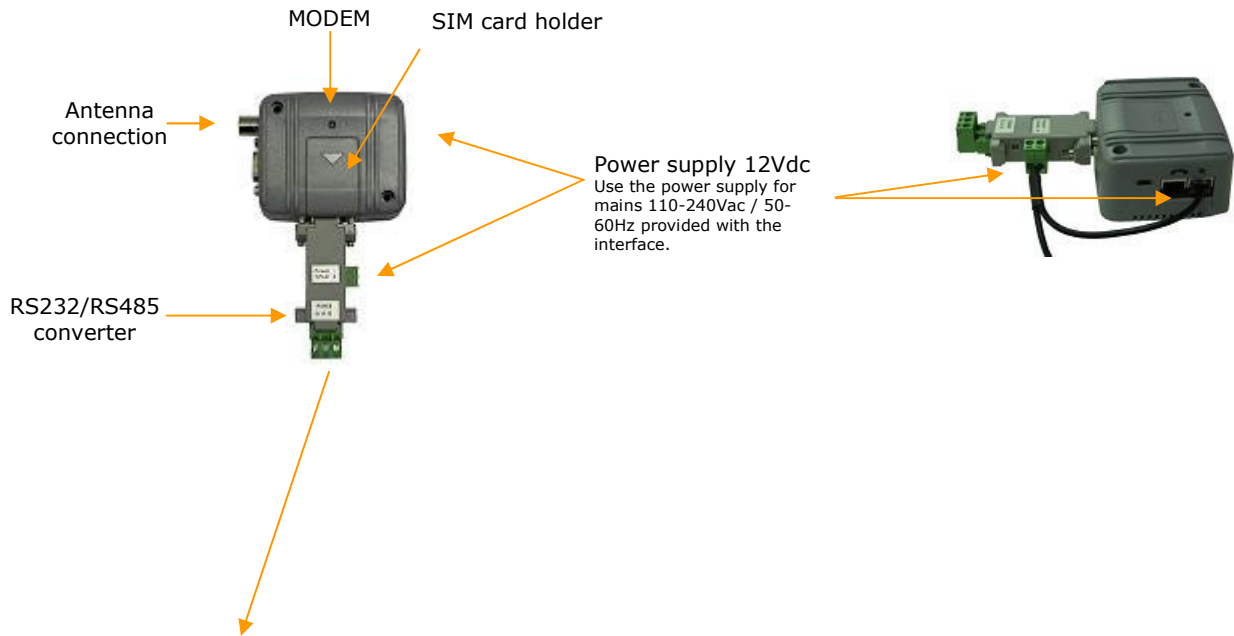 MODEM
SIM card holder
Antenna
connection
Power supply 12Vdc
Use the power supply for
mains 110-240Vac / 50-
60Hz provided with the
interface.
RS232/RS485
converter